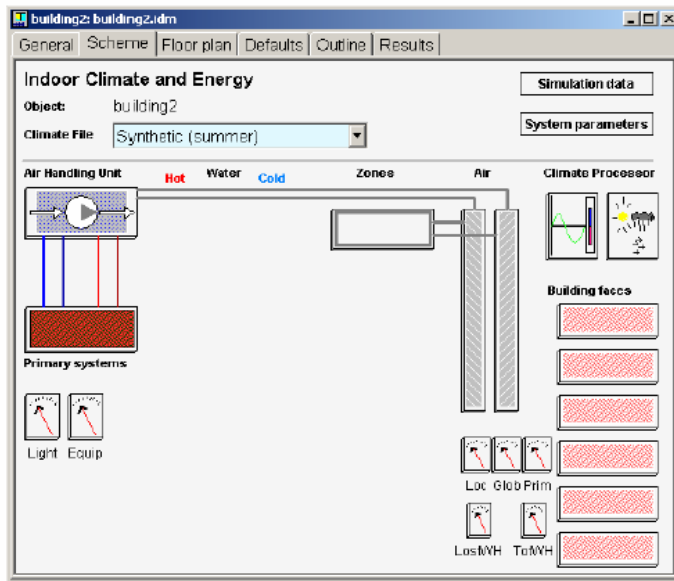 building2: building2.idm
General Scheme Floor plan Defaults Outline Results
Indoor Climate and Energy
Simulation data
Object: building2
System parameters
Climate File Synthetic (summer)
Air Handling Unit Hot Water Cold Zones Air Climate Processor
Building faces
Primary systems
Light Equip
Loc Glob Prim